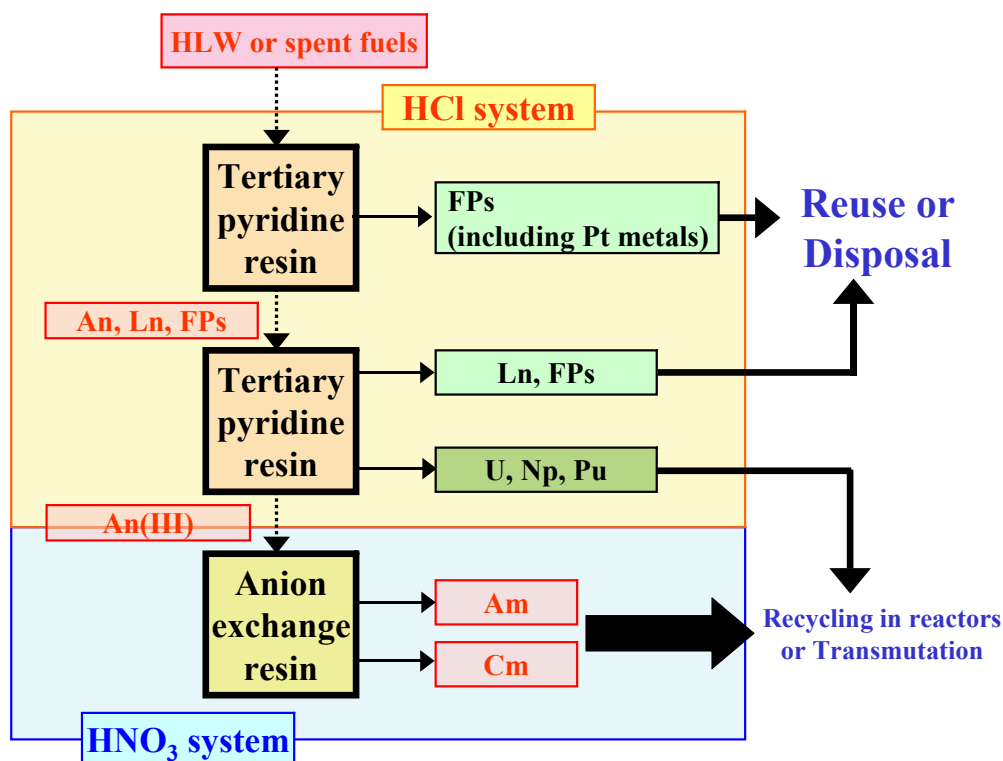 HLW or spent fuels
HCl system
Tertiary
pyridine
resin
FPs
(including Pt metals)
Reuse or
Disposal
An, Ln, FPs
Tertiary
pyridine
resin
Ln, FPs
U, Np, Pu
An(III)
Anion
exchange
resin
Am
Cm
Recycling in reactors
or Transmutation
HNO₃ system